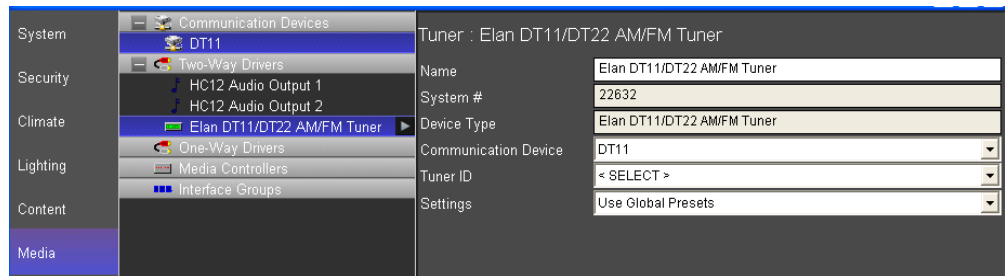 System
Security
Climate
Lighting
Content
Media
Communication Devices
DT11
Two-Way Drivers
HC12 Audio Output 1
HC12 Audio Output 2
Elan DT11/DT22 AM/FM Tuner
One-Way Drivers
Media Controllers
Interface Groups
Tuner : Elan DT11/DT22 AM/FM Tuner
Name Elan DT11/DT22 AM/FM Tuner
System # 22632
Device Type Elan DT11/DT22 AM/FM Tuner
Communication Device DT11
Tuner ID < SELECT >
Settings Use Global Presets